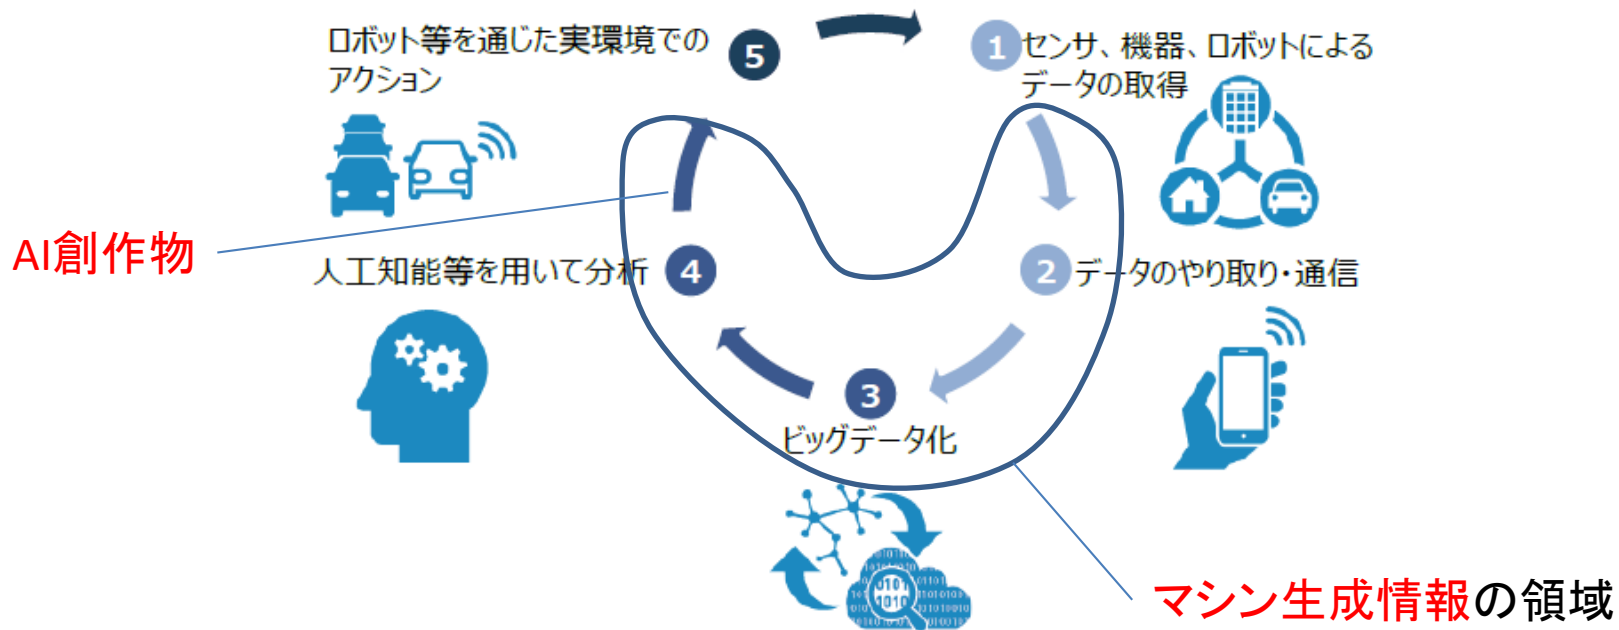 ロボット等を通じた実環境での
アクション
5
1
センサ、機器、ロボットによる
データの取得
AI創作物
人工知能等を用いて分析
4
2
データのやり取り・通信
3
ビッグデータ化
マシン生成情報の領域